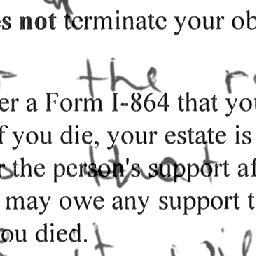 es not terminate your ob
the
er a Form I-864 that you
f you die, your estate is
the person's support af
that
may owe any support t
ou died.